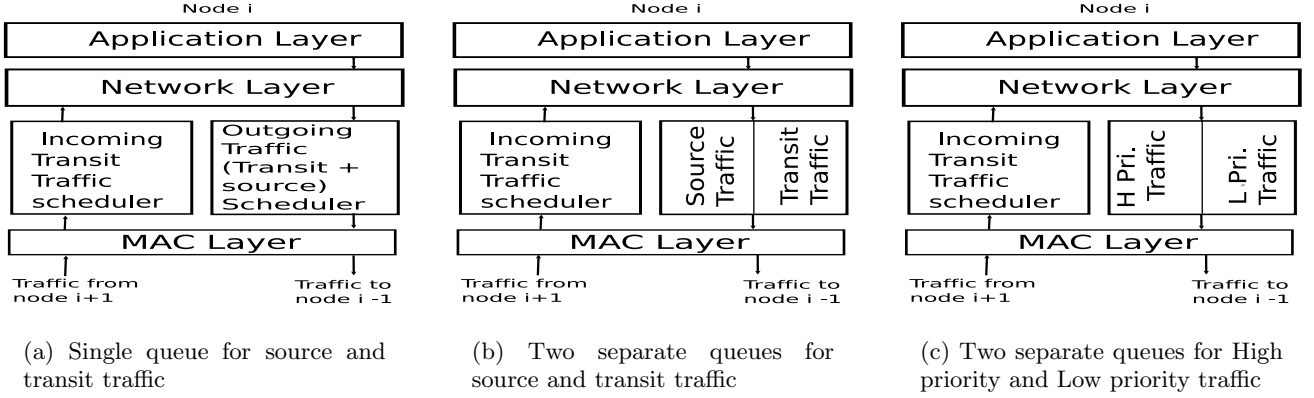 Node i
Application Layer
Network Layer
Incoming
Transit
Traffic
scheduler
Outgoing
Traffic
(Transit +
source)
Scheduler
MAC Layer
Traffic from
node i+1
Traffic to
node i -1
(a) Single queue for source and
transit traffic
Node i
Application Layer
Network Layer
Incoming
Transit
Traffic
scheduler
Source
Traffic
Transit
Traffic
MAC Layer
Traffic from
node i+1
Traffic to
node i -1
(b) Two separate queues for
source and transit traffic
Node i
Application Layer
Network Layer
Incoming
Transit
Traffic
scheduler
H Pri.
Traffic
L Pri.
Traffic
MAC Layer
Traffic from
node i+1
Traffic to
node i -1
(c) Two separate queues for High
priority and Low priority traffic